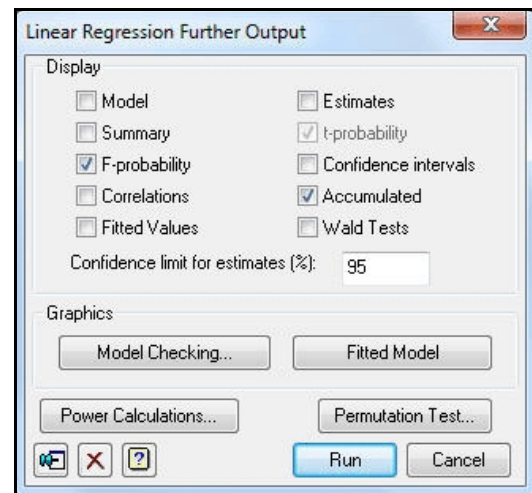 Linear Regression Further Output
Display
Model
Estimates
Summary
t-probability
F-probability
Confidence intervals
Correlations
Accumulated
Fitted Values
Wald Tests
Confidence limit for estimates (%): 95
Graphics
Model Checking...
Fitted Model
Power Calculations...
Permutation Test...
Run
Cancel